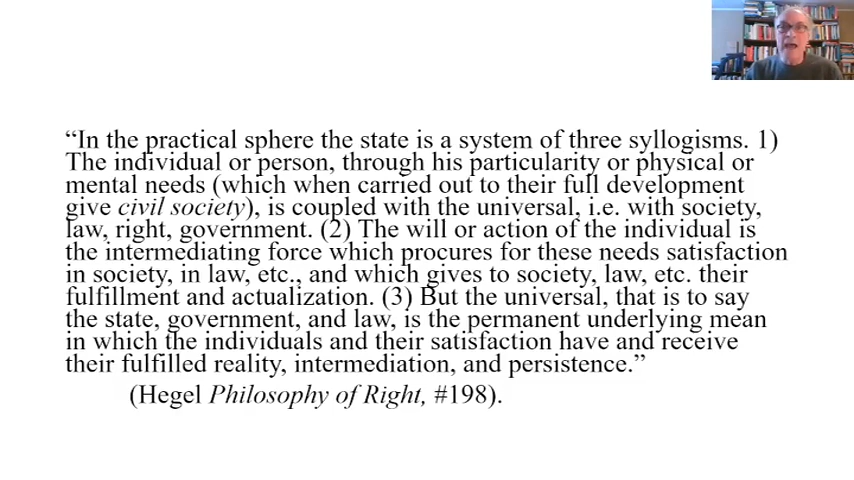 “In the practical sphere the state is a system of three syllogisms. 1)
The individual or person, through his particularity or physical or
mental needs (which when carried out to their full development
give civil society), is coupled with the universal, i.e. with society,
law, right, government. (2) The will or action of the individual is
the intermediating force which procures for these needs satisfaction
in society, in law, etc., and which gives to society, law, etc. their
fulfillment and actualization. (3) But the universal, that is to say
the state, government, and law, is the permanent underlying mean
in which the individuals and their satisfaction have and receive
their fulfilled reality, intermediation, and persistence.”
(Hegel Philosophy of Right, #198).